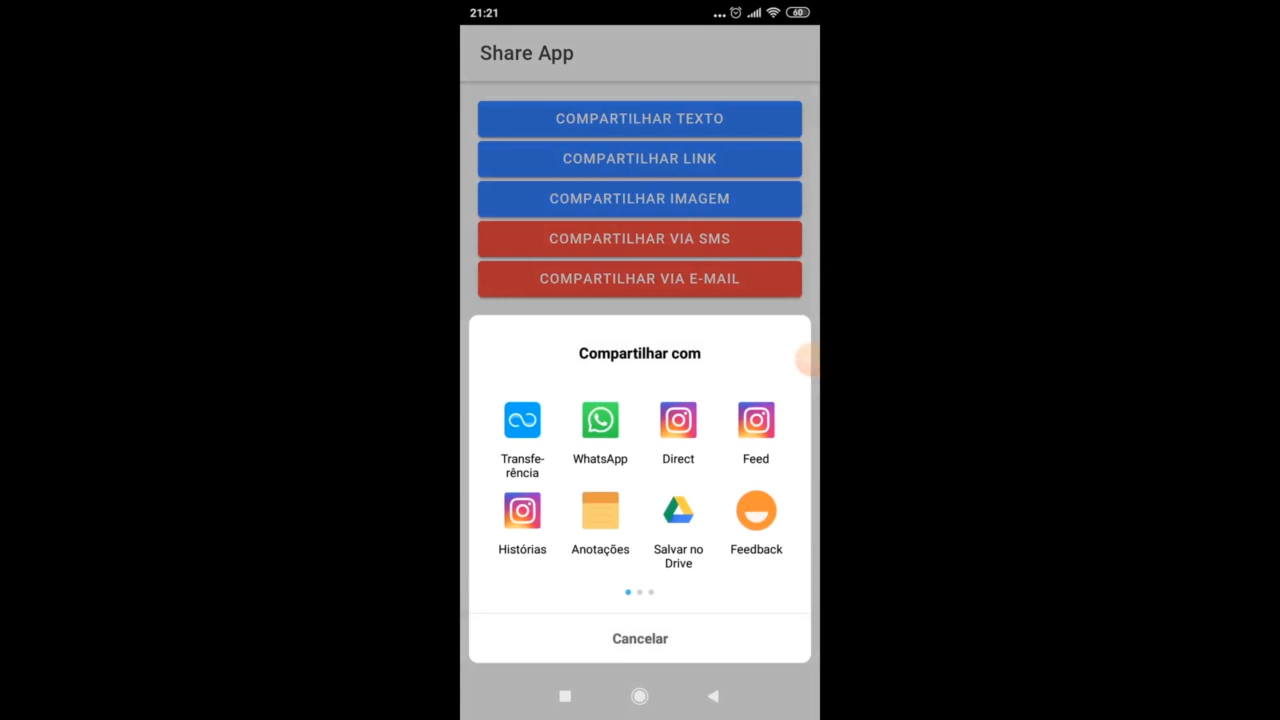 21:21
60
Share App
COMPARTILHAR TEXTO
COMPARTILHAR LINK
COMPARTILHAR IMAGEM
COMPARTILHAR VIA SMS
COMPARTILHAR VIA E-MAIL
Compartilhar com
Transfe-
rência
WhatsApp
Direct
Feed
Histórias
Anotações
Salvar no
Drive
Feedback
Cancelar